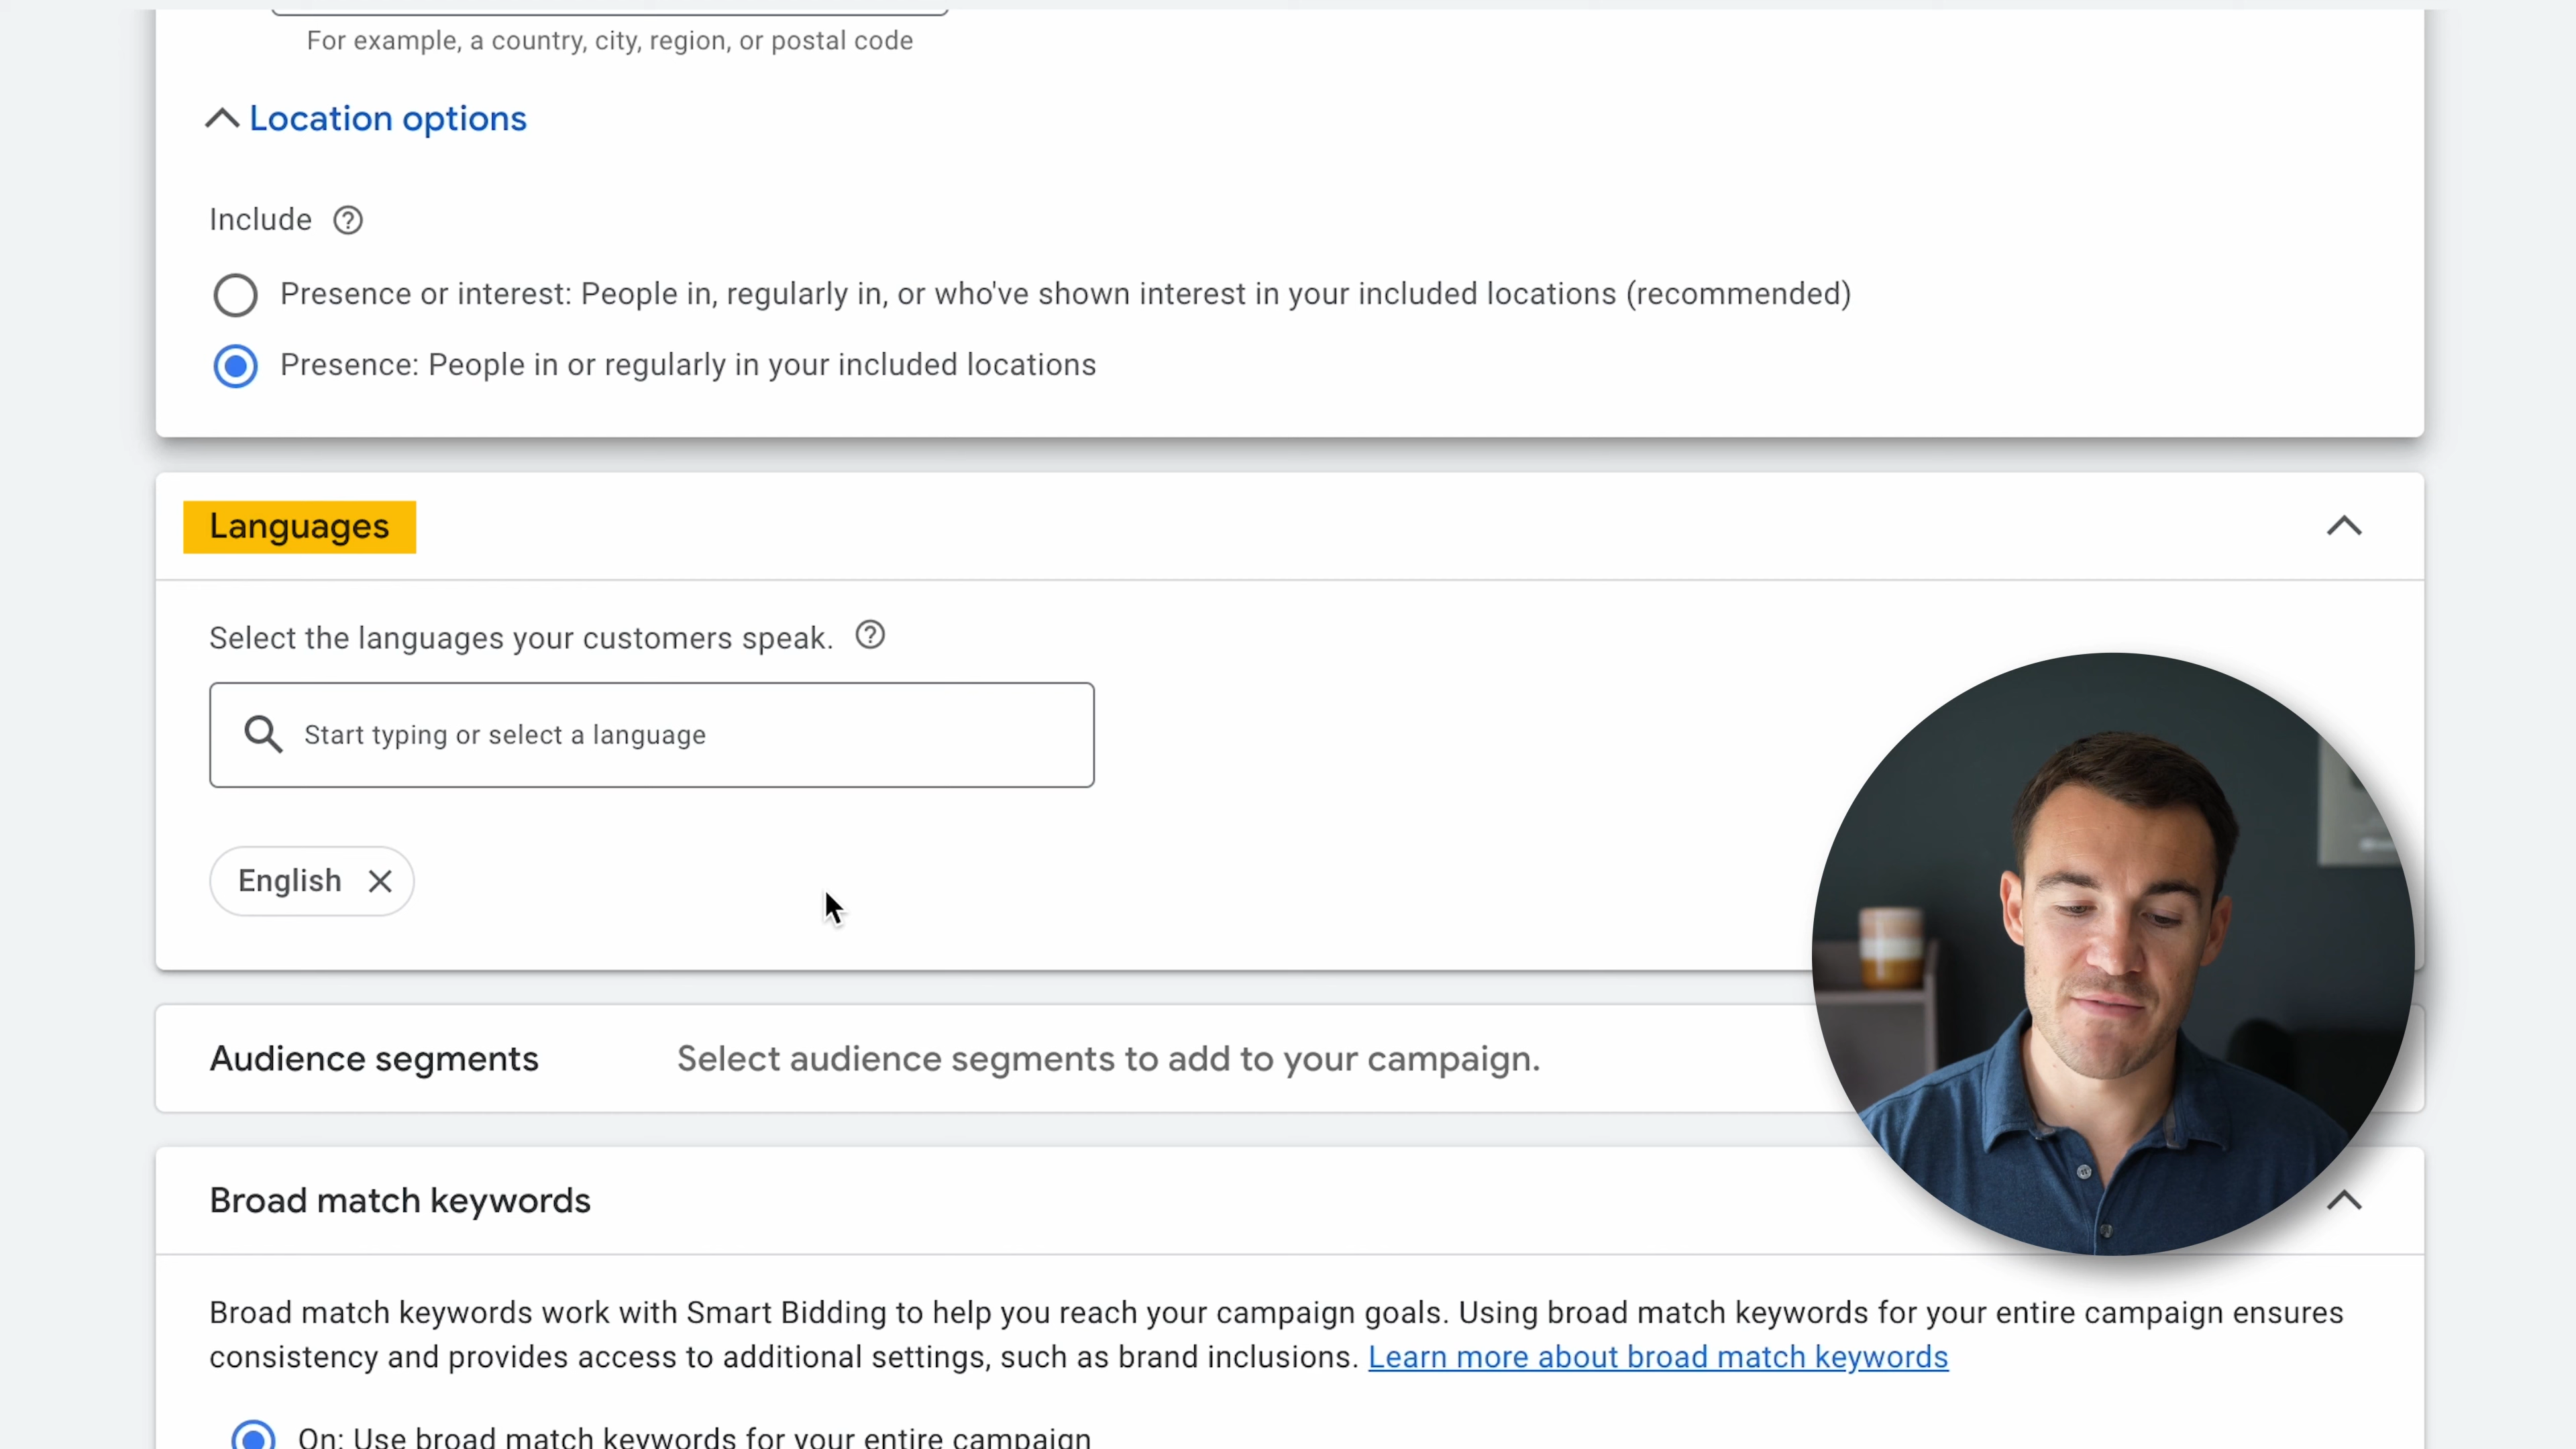 For example, a country, city, region, or postal code
Location options
Include
Presence or interest: People in, regularly in, or who've shown interest in your included locations (recommended)
Presence: People in or regularly in your included locations
Languages
Select the languages your customers speak.
Start typing or select a language
English
Audience segments Select audience segments to add to your campaign.
Broad match keywords
Broad match keywords work with Smart Bidding to help you reach your campaign goals. Using broad match keywords for your entire campaign ensures
consistency and provides access to additional settings, such as brand inclusions. Learn more about broad match keywords
On: Use broad match keywords for your entire campaign